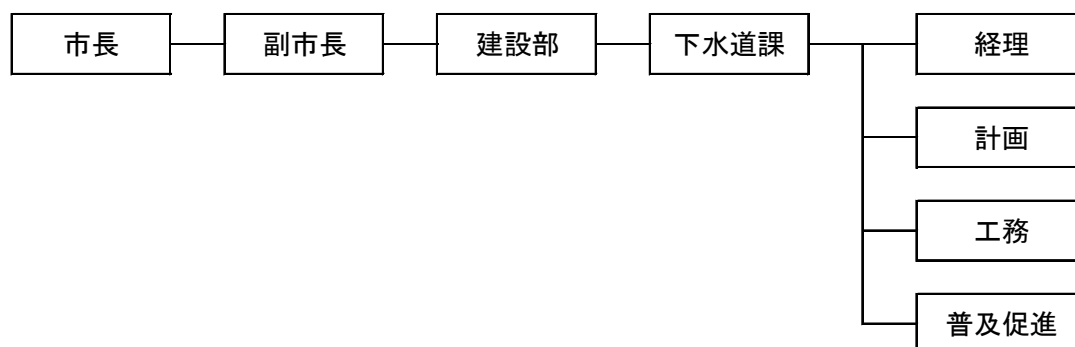 市長
副市長
建設部
下水道課
経理
計画
工務
普及促進